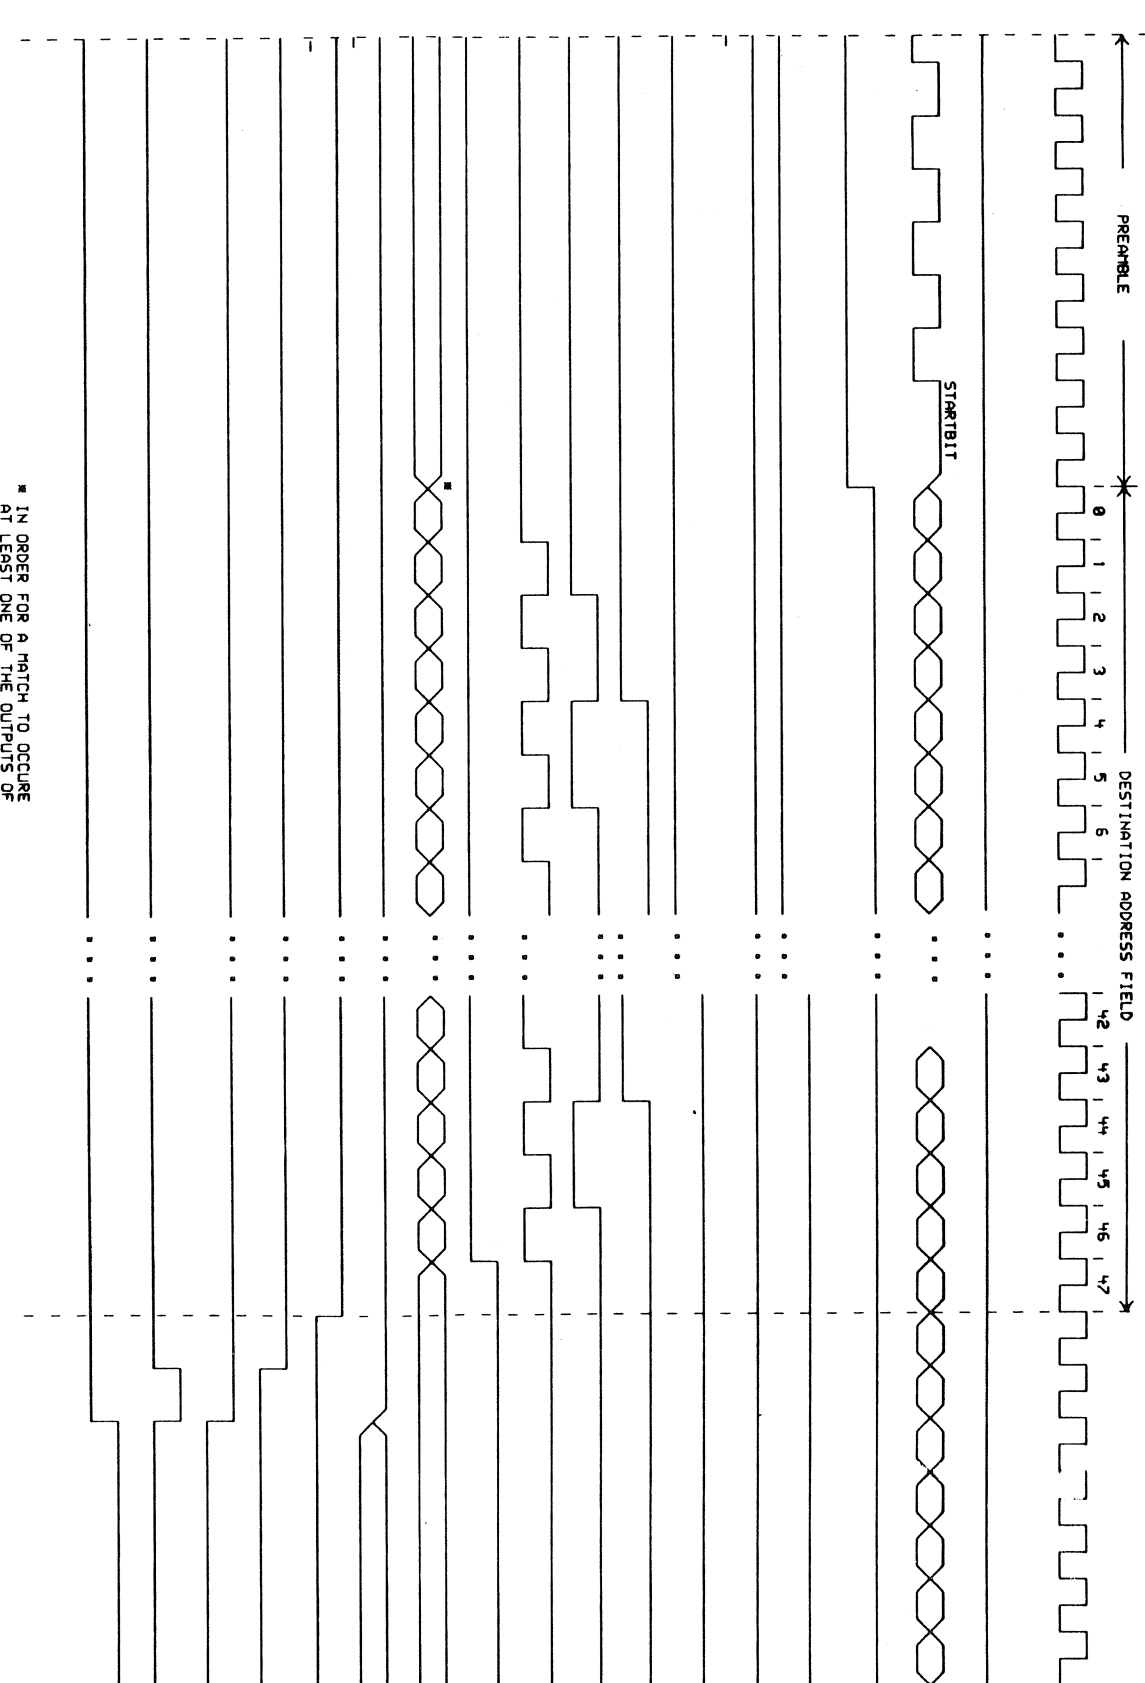 PREAMBLE DESTINATION ADDRESS FIELD
0 1 2 3 4 5 6 42 43 44 45 46 47
STARTBIT
*
* IN ORDER FOR A MATCH TO OCCURE
AT LEAST ONE OF THE OUTPUTS OF